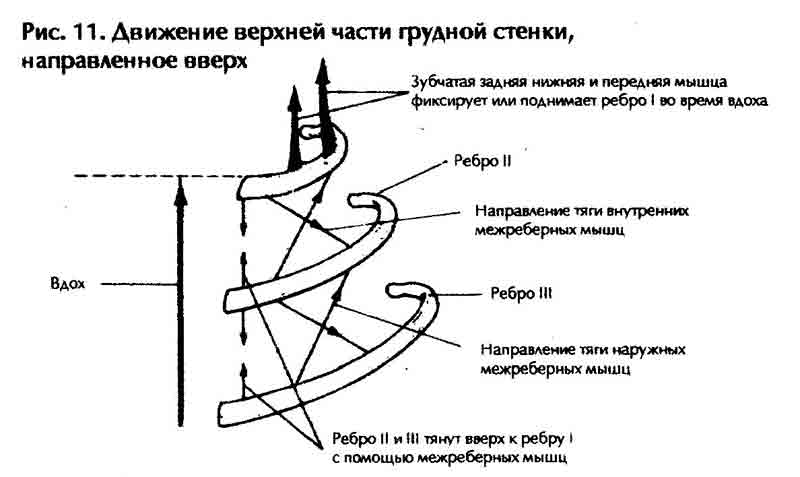 Рис. 11. Движение верхней части грудной стенки,
направленное вверх
Зубчатая задняя нижняя и передняя мышца
фиксирует или поднимает ребро I во время вдоха
Ребро II
Направление тяги внутренних
межреберных мышц
Вдох
Ребро III
Направление тяги наружных
межреберных мышц
Ребро II и III тянут вверх к ребру I
с помощью межреберных мышц